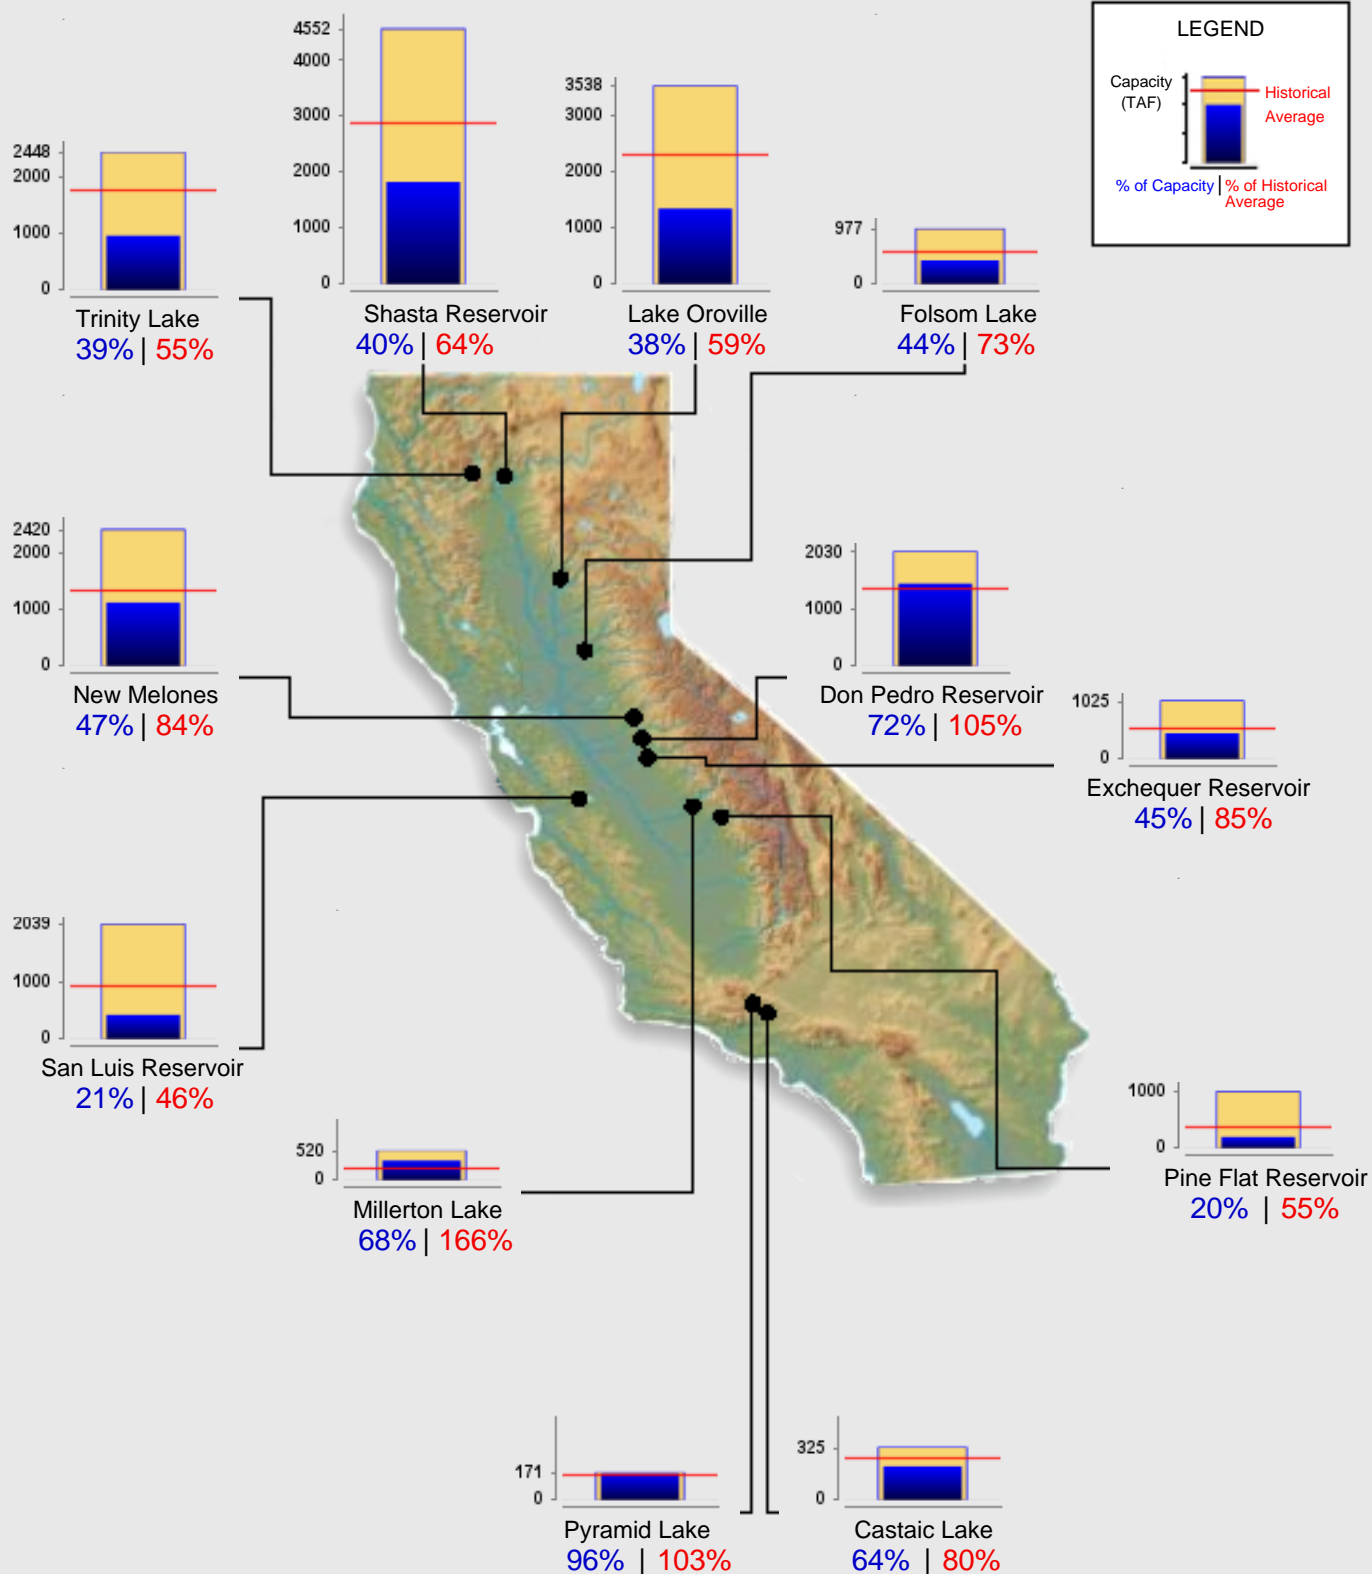 LEGEND
Capacity
(TAF)
Historical
Average
% of Capacity | % of Historical
Average
2448
2000
1000
0
Trinity Lake
39% | 55%
4552
4000
3000
2000
1000
0
Shasta Reservoir
40% | 64%
3538
3000
2000
1000
0
Lake Oroville
38% | 59%
977
0
Folsom Lake
44% | 73%
2420
2000
1000
0
New Melones
47% | 84%
2030
1000
0
Don Pedro Reservoir
72% | 105%
1025
0
Exchequer Reservoir
45% | 85%
2039
1000
0
San Luis Reservoir
21% | 46%
520
0
Millerton Lake
68% | 166%
1000
0
Pine Flat Reservoir
20% | 55%
171
0
Pyramid Lake
96% | 103%
325
0
Castaic Lake
64% | 80%